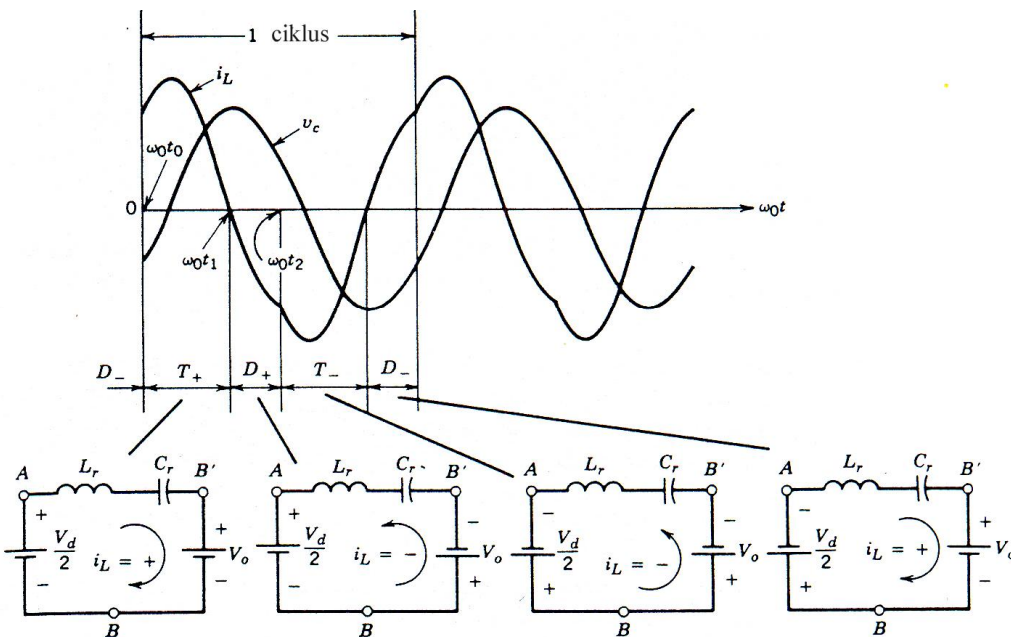 1 ciklus
i_L
v_c
ω₀t₀
0
ω₀t
ω₀t₁
ω₀t₂
D₋ T₊ D₊ T₋ D₋
A L_r C_r B'
+ +
V_d/2 i_L = + V_o
− −
B
A L_r C_r B'
+ −
V_d/2 i_L = − V_o
− +
B
A L_r C_r B'
− −
V_d/2 i_L = − V_o
+ +
B
A L_r C_r B'
− +
V_d/2 i_L = + V_o
+ −
B